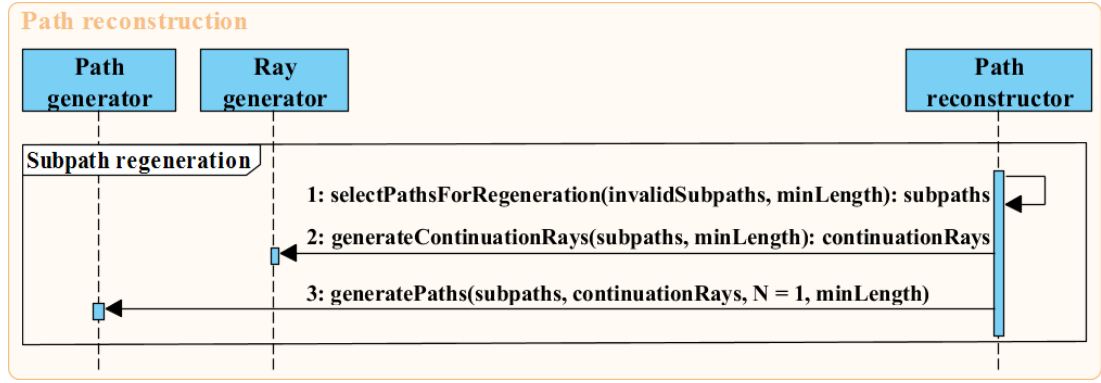 Path reconstruction
Path
generator
Ray
generator
Path
reconstructor
Subpath regeneration
1: selectPathsForRegeneration(invalidSubpaths, minLength): subpaths
2: generateContinuationRays(subpaths, minLength): continuationRays
3: generatePaths(subpaths, continuationRays, N = 1, minLength)